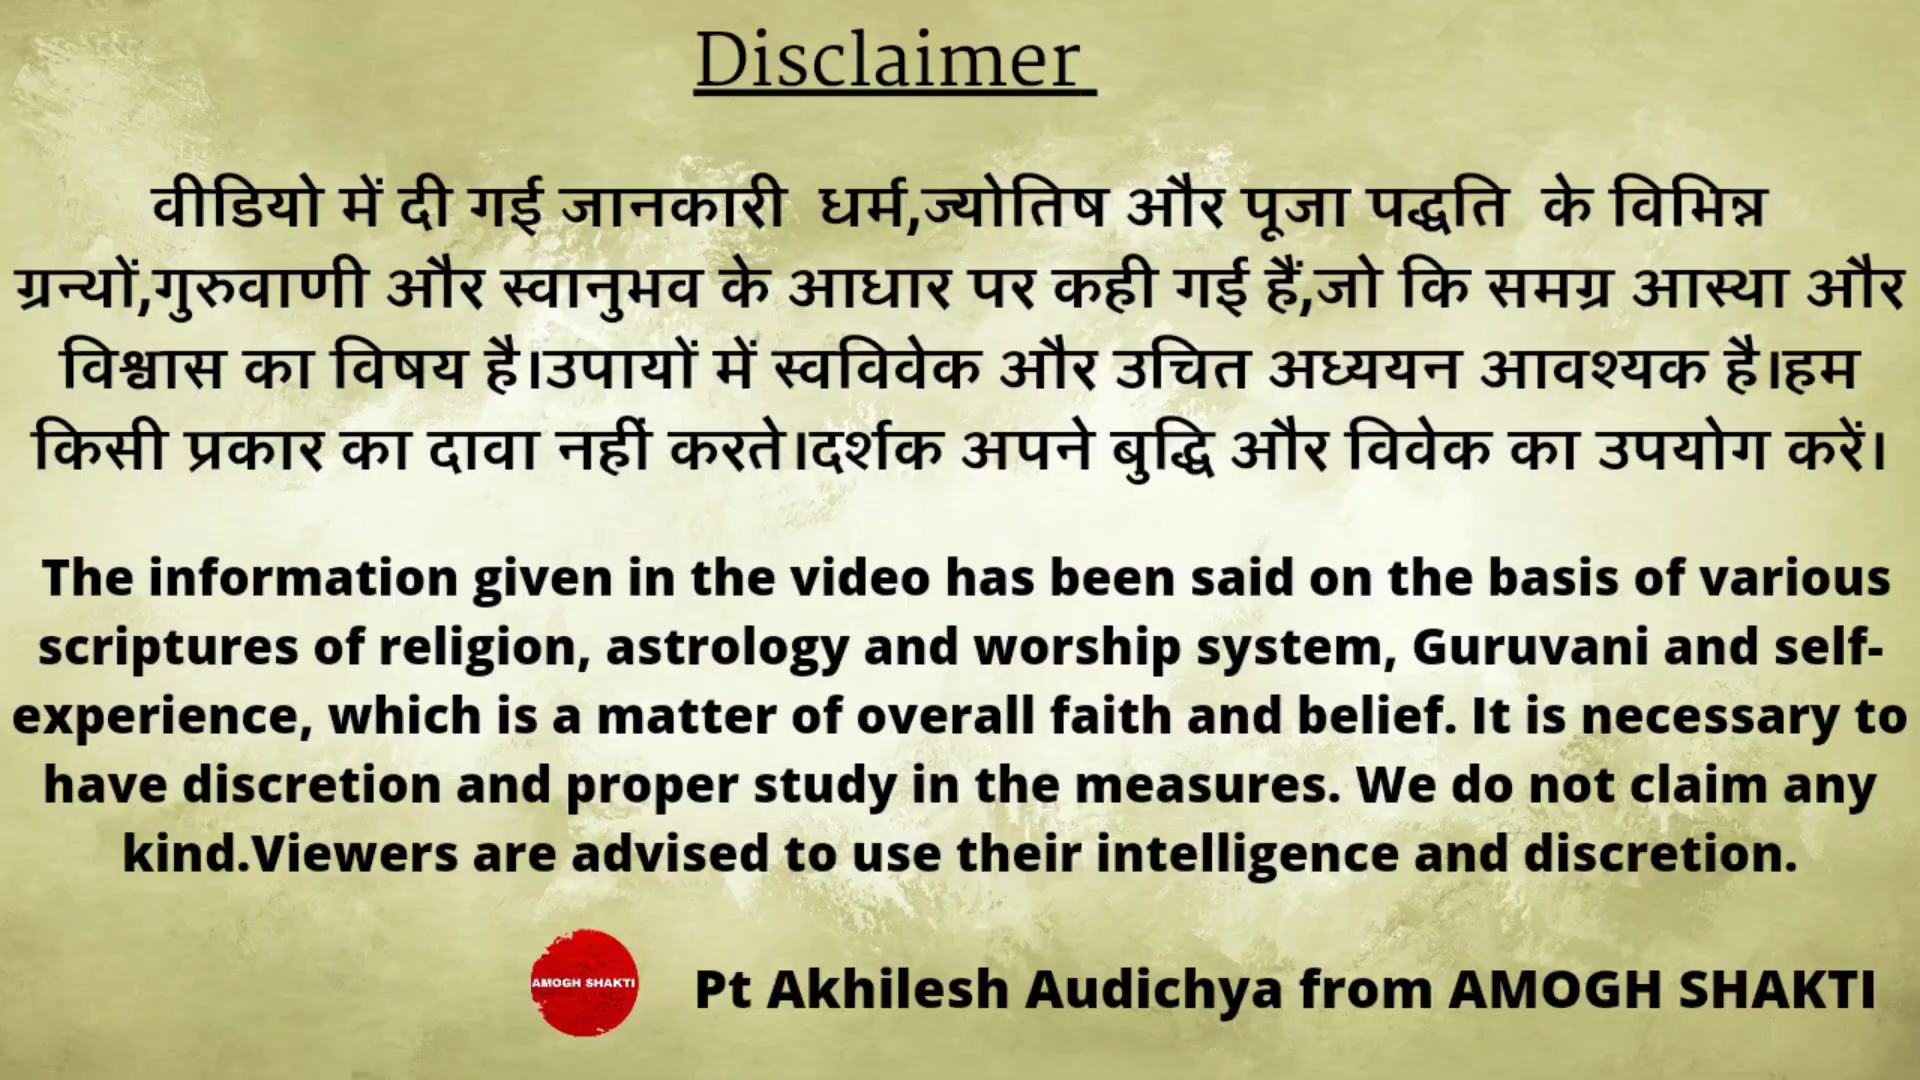 Disclaimer
वीडियो में दी गई जानकारी धर्म,ज्योतिष और पूजा पद्धति के विभिन्न
ग्रन्थों,गुरुवाणी और स्वानुभव के आधार पर कही गई हैं,जो कि समग्र आस्था और
विश्वास का विषय है।उपायों में स्वविवेक और उचित अध्ययन आवश्यक है।हम
किसी प्रकार का दावा नहीं करते।दर्शक अपने बुद्धि और विवेक का उपयोग करें।
The information given in the video has been said on the basis of various
scriptures of religion, astrology and worship system, Guruvani and self-
experience, which is a matter of overall faith and belief. It is necessary to
have discretion and proper study in the measures. We do not claim any
kind.Viewers are advised to use their intelligence and discretion.
AMOGH SHAKTI
Pt Akhilesh Audichya from AMOGH SHAKTI